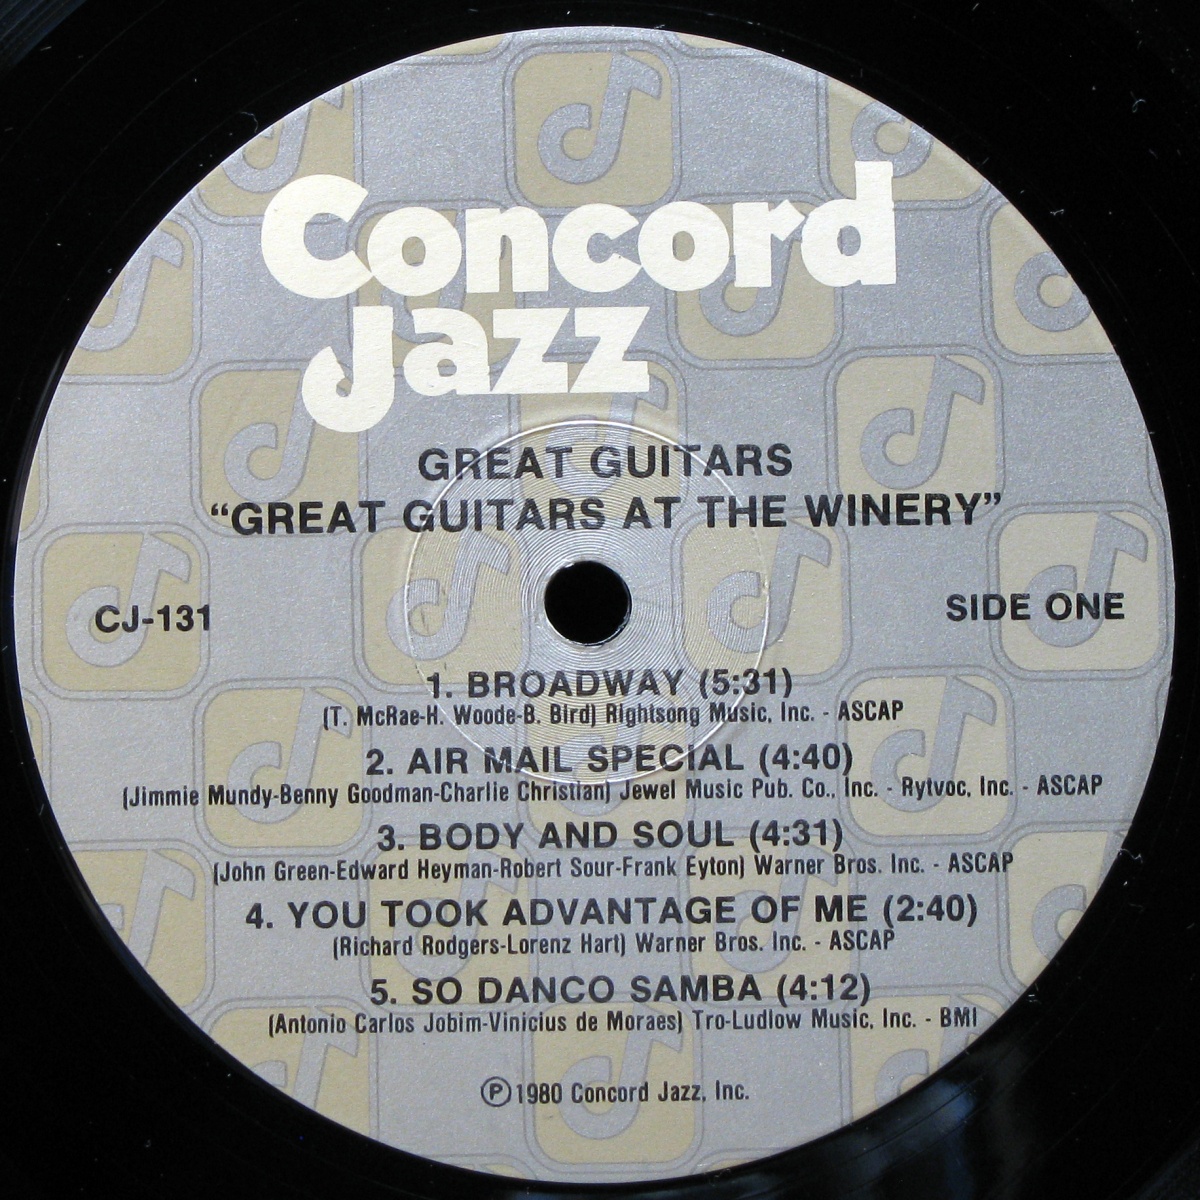 Concord
Jazz
GREAT GUITARS
“GREAT GUITARS AT THE WINERY”
CJ-131
SIDE ONE
1. BROADWAY (5:31)
(T. McRae-H. Woode-B. Bird) Rightsong Music, Inc. - ASCAP
2. AIR MAIL SPECIAL (4:40)
(Jimmie Mundy-Benny Goodman-Charlie Christian) Jewel Music Pub. Co., Inc. - Rytvoc, Inc. - ASCAP
3. BODY AND SOUL (4:31)
(John Green-Edward Heyman-Robert Sour-Frank Eyton) Warner Bros. Inc. - ASCAP
4. YOU TOOK ADVANTAGE OF ME (2:40)
(Richard Rodgers-Lorenz Hart) Warner Bros. Inc. - ASCAP
5. SO DANCO SAMBA (4:12)
(Antonio Carlos Jobim-Vinicius de Moraes) Tro-Ludlow Music, Inc. - BMI
Ⓟ1980 Concord Jazz, Inc.